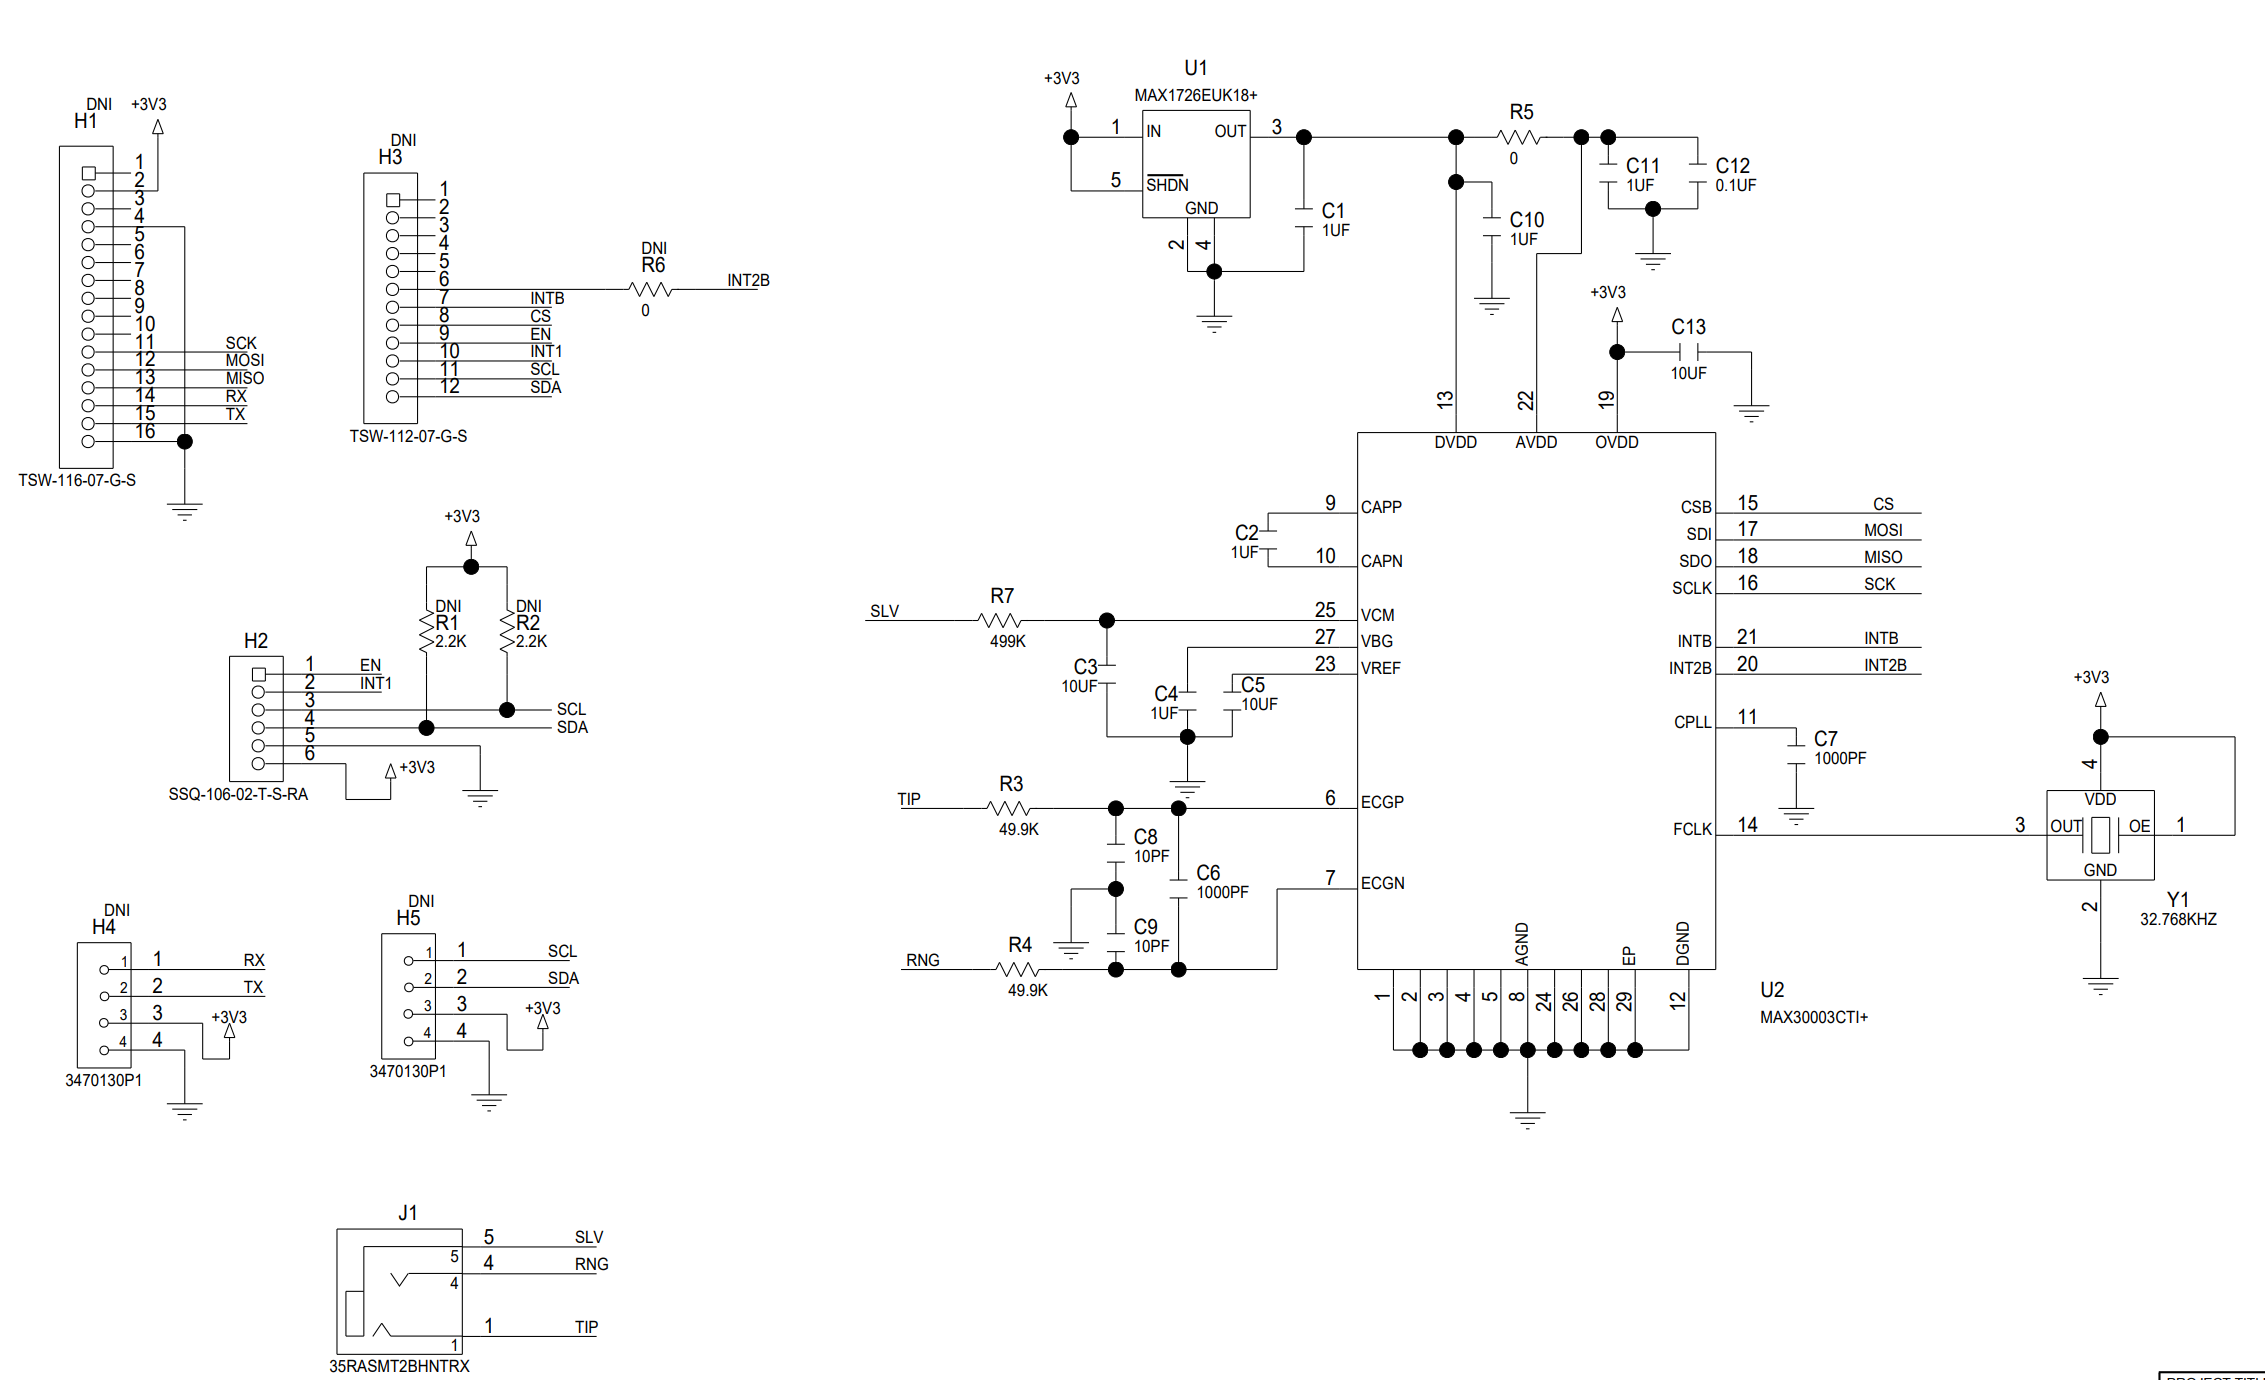 DNI
H1
+3V3
1
2
3
4
5
6
7
8
9
10
11 SCK
12 MOSI
13 MISO
14 RX
15 TX
16
TSW-116-07-G-S
DNI
H3
1
2
3
4
5
6
7 INTB
8 CS
9 EN
10 INT1
11 SCL
12 SDA
TSW-112-07-G-S
DNI
R6
0
INT2B
+3V3
DNI
R1
2.2K
DNI
R2
2.2K
H2
1 EN
2 INT1
3 SCL
4 SDA
5
6
+3V3
SSQ-106-02-T-S-RA
DNI
H4
1 1 RX
2 2 TX
3 3 +3V3
4 4
3470130P1
DNI
H5
1 1 SCL
2 2 SDA
3 3 +3V3
4 4
3470130P1
J1
5 5 SLV
4 4 RNG
1 1 TIP
35RASMT2BHNTRX
+3V3
U1
MAX1726EUK18+
1 IN OUT 3
5 SHDN
GND
2 4
C1
1UF
R5
0
C10
1UF
C11
1UF
C12
0.1UF
+3V3
C13
10UF
13 22 19
DVDD AVDD OVDD
9 CAPP
C2
1UF
10 CAPN
SLV
R7
499K
25 VCM
27 VBG
23 VREF
C3
10UF
C4
1UF
C5
10UF
TIP
R3
49.9K
6 ECGP
C8
10PF
C6
1000PF
C9
10PF
7 ECGN
RNG
R4
49.9K
CSB 15 CS
SDI 17 MOSI
SDO 18 MISO
SCLK 16 SCK
INTB 21 INTB
INT2B 20 INT2B
CPLL 11
C7
1000PF
FCLK 14
AGND EP DGND
1 2 3 4 5 8 24 26 28 29 12
U2
MAX30003CTI+
+3V3
4
VDD
3 OUT OE 1
GND
2
Y1
32.768KHZ